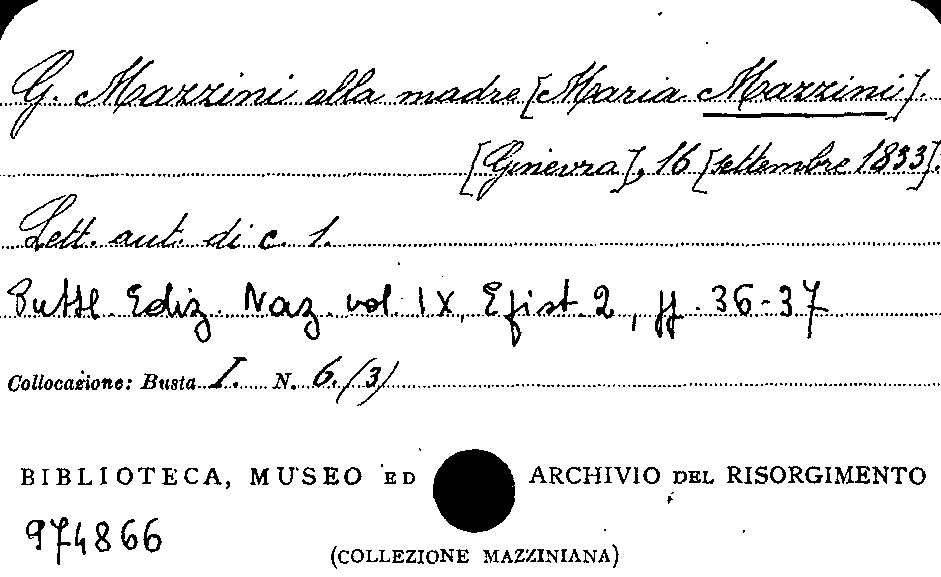 G. Mazzini alla madre [Maria Mazzini].
[Ginevra], 16 [settembre 1833].
Lett. aut. di c. 1.
Pubbl. Ediz. Naz. vol. IX, Epist. 2, pp. 36-37
Collocazione: Busta I. N. 6. (3)
BIBLIOTECA, MUSEO ED ARCHIVIO DEL RISORGIMENTO
974866
(COLLEZIONE MAZZINIANA)